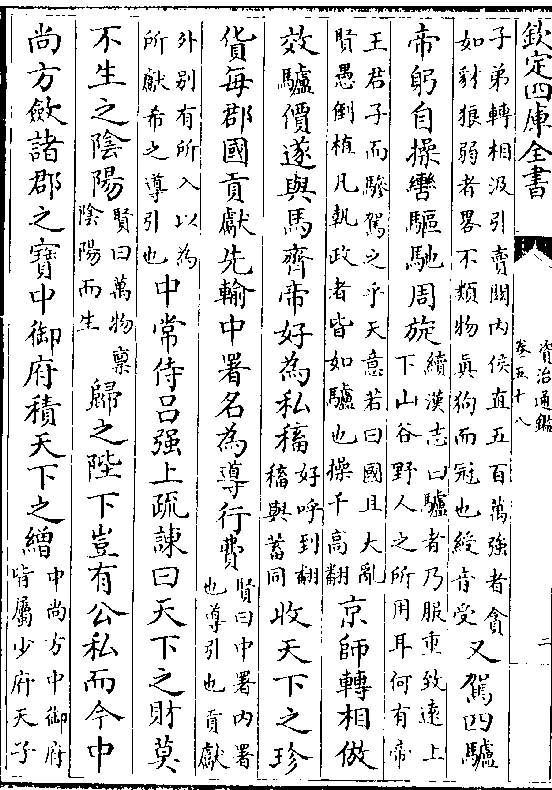 欽定四庫全書
資治通鑑
卷五十八
二
子弟轉相汲引賣關内侯直五百萬強者貪
如豺狼弱者畧不類物真狗而冠也綬音受
又駕四驢
帝躬自操轡驅馳周旋
續漢志曰驢者乃服重致遠上
下山谷野人之所用耳何有帝
王君子而驂駕之乎天意若曰國且大亂
賢愚倒植凡執政者皆如驢也操千高翻
京師轉相倣
效驢價遂與馬齊帝好為私稸
好呼到翻
稸與蓄同
收天下之珍
貨每郡國貢獻先輸中署名為導行費
賢曰中署内署
也導引也貢獻
外别有所入以為
所獻希之導引也
中常侍吕强上疏諫曰天下之財莫
不生之陰陽
賢曰萬物禀
陰陽而生
歸之陛下豈有公私而今中
尚方斂諸郡之寶中御府積天下之繒
中尚方中御府
皆屬少府天子